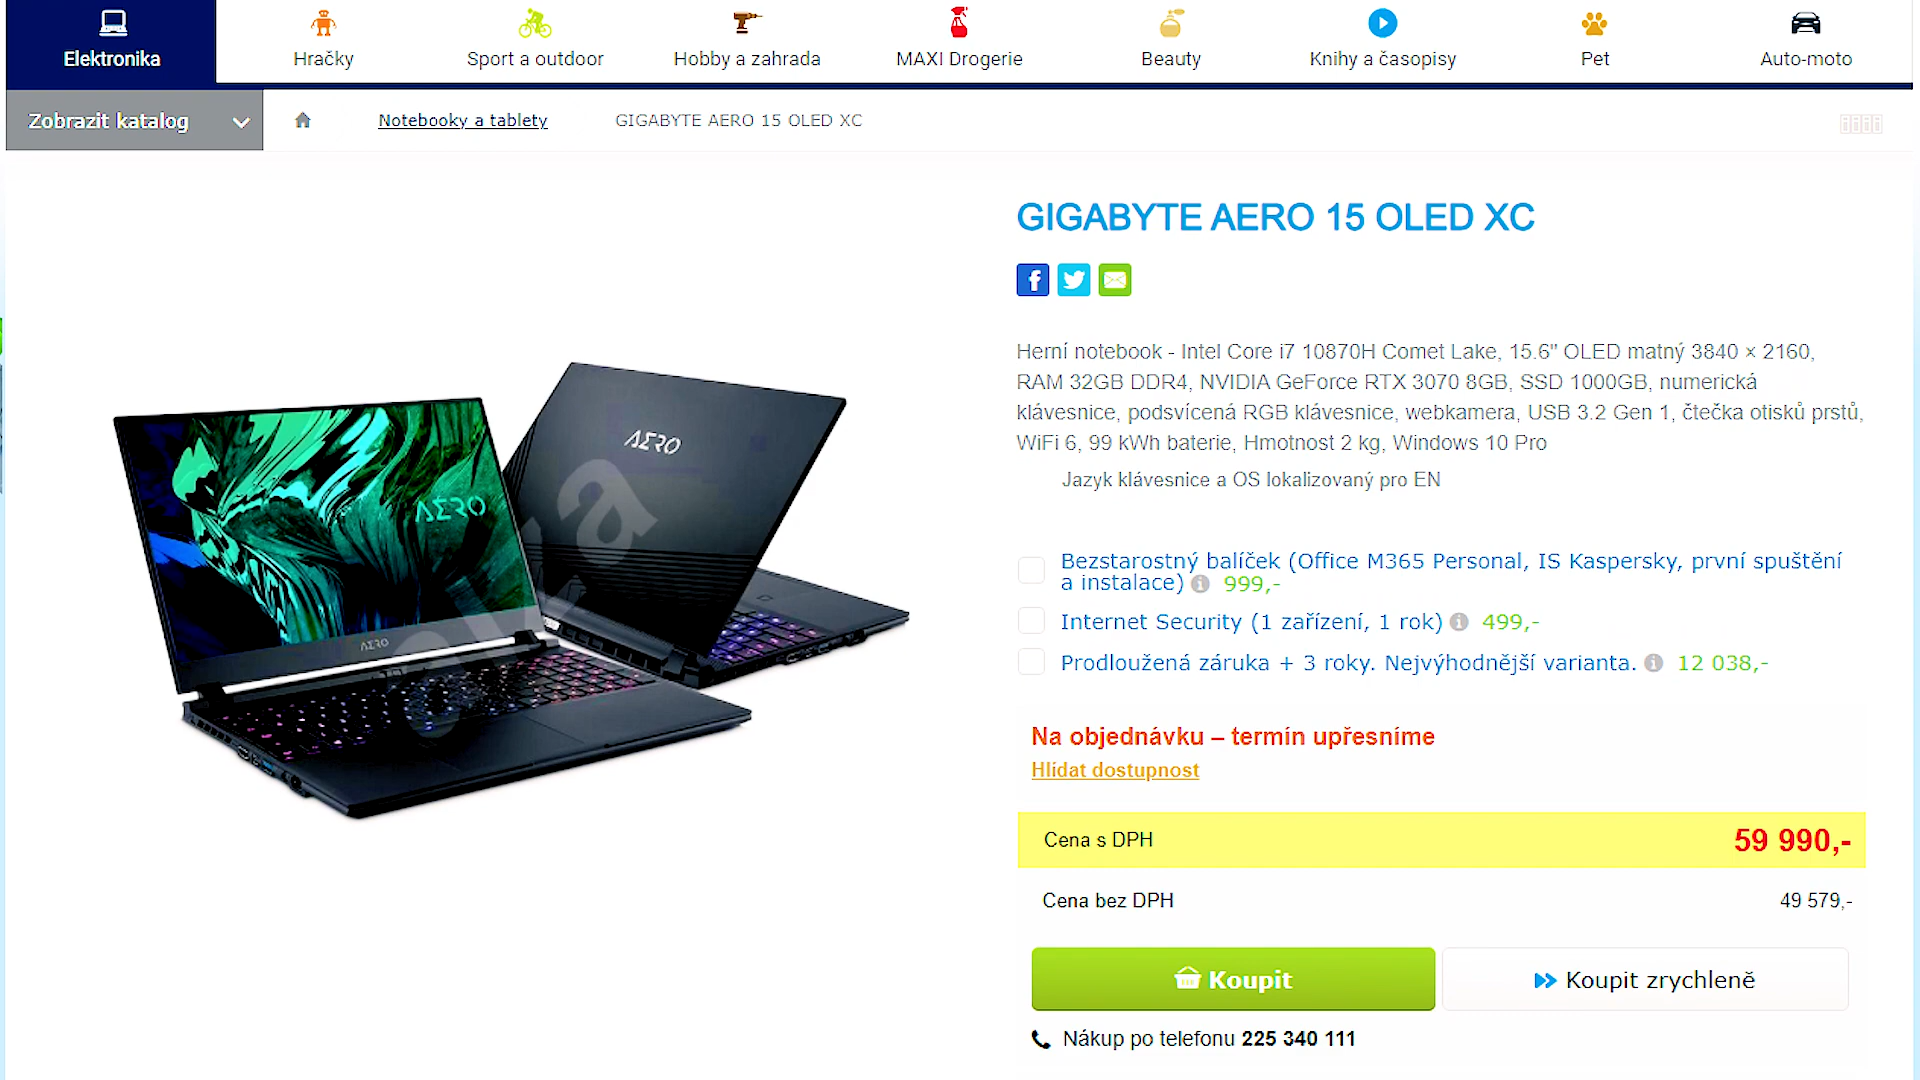 Elektronika
Hračky
Sport a outdoor
Hobby a zahrada
MAXI Drogerie
Beauty
Knihy a časopisy
Pet
Auto-moto
Zobrazit katalog
Notebooky a tablety
GIGABYTE AERO 15 OLED XC
GIGABYTE AERO 15 OLED XC
Herní notebook - Intel Core i7 10870H Comet Lake, 15.6" OLED matný 3840 × 2160,
RAM 32GB DDR4, NVIDIA GeForce RTX 3070 8GB, SSD 1000GB, numerická
klávesnice, podsvícená RGB klávesnice, webkamera, USB 3.2 Gen 1, čtečka otisků prstů,
WiFi 6, 99 kWh baterie, Hmotnost 2 kg, Windows 10 Pro
Jazyk klávesnice a OS lokalizovaný pro EN
AERO
AERO
AERO
Bezstarostný balíček (Office M365 Personal, IS Kaspersky, první spuštění
a instalace) 999,-
Internet Security (1 zařízení, 1 rok) 499,-
Prodloužená záruka + 3 roky. Nejvýhodnější varianta. 12 038,-
Na objednávku – termín upřesníme
Hlídat dostupnost
Cena s DPH 59 990,-
Cena bez DPH 49 579,-
Koupit
Koupit zrychleně
Nákup po telefonu 225 340 111